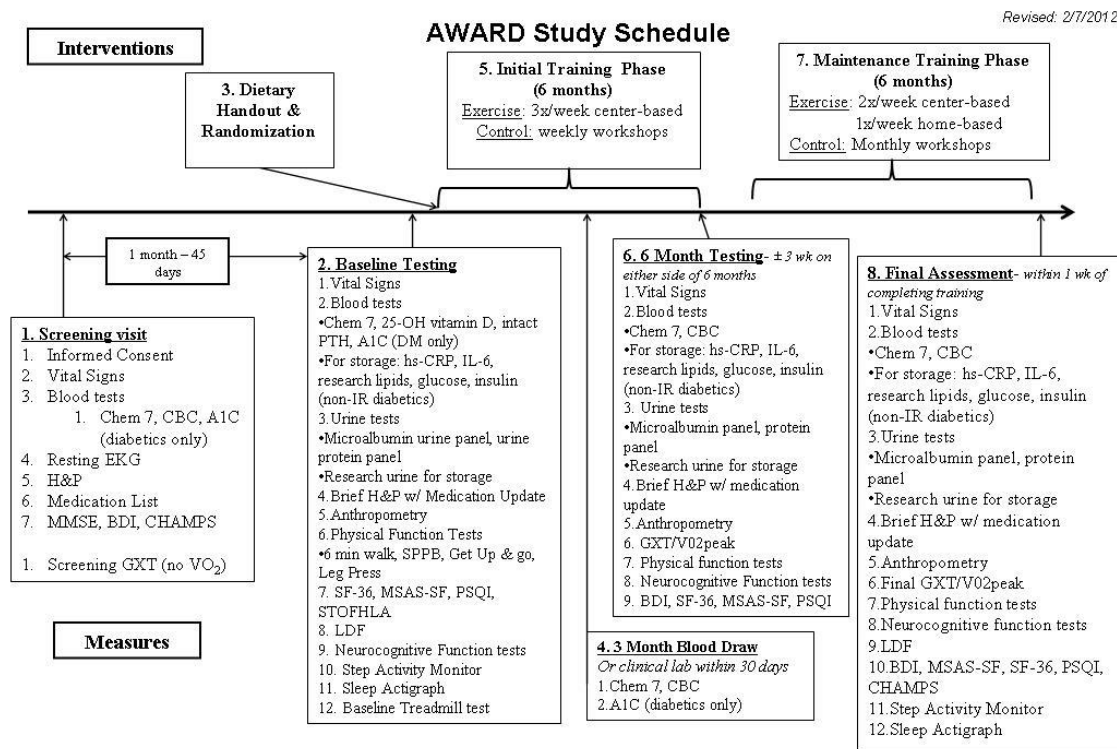 Revised: 2/7/2012
AWARD Study Schedule
Interventions
3. Dietary
Handout &
Randomization
5. Initial Training Phase
(6 months)
Exercise: 3x/week center-based
Control: weekly workshops
7. Maintenance Training Phase
(6 months)
Exercise: 2x/week center-based
1x/week home-based
Control: Monthly workshops
1 month – 45
days
1. Screening visit
1. Informed Consent
2. Vital Signs
3. Blood tests
1. Chem 7, CBC, A1C
(diabetics only)
4. Resting EKG
5. H&P
6. Medication List
7. MMSE, BDI, CHAMPS
1. Screening GXT (no VO₂)
Measures
2. Baseline Testing
1.Vital Signs
2.Blood tests
•Chem 7, 25-OH vitamin D, intact
PTH, A1C (DM only)
•For storage: hs-CRP, IL-6,
research lipids, glucose, insulin
(non-IR diabetics)
3.Urine tests
•Microalbumin urine panel, urine
protein panel
•Research urine for storage
4.Brief H&P w/ Medication Update
5.Anthropometry
6.Physical Function Tests
•6 min walk, SPPB, Get Up & go,
Leg Press
7. SF-36, MSAS-SF, PSQI,
STOFHLA
8. LDF
9. Neurocognitive Function tests
10. Step Activity Monitor
11. Sleep Actigraph
12. Baseline Treadmill test
4. 3 Month Blood Draw
Or clinical lab within 30 days
1.Chem 7, CBC
2.A1C (diabetics only)
6. 6 Month Testing- ± 3 wk on
either side of 6 months
1.Vital Signs
2.Blood tests
•Chem 7, CBC
•For storage: hs-CRP, IL-6,
research lipids, glucose, insulin
(non-IR diabetics)
3. Urine tests
•Microalbumin panel, protein
panel
•Research urine for storage
4.Brief H&P w/ medication
update
5.Anthropometry
6. GXT/V02peak
7. Physical function tests
8. Neurocognitive Function tests
9. BDI, SF-36, MSAS-SF, PSQI
8. Final Assessment- within 1 wk of
completing training
1.Vital Signs
2.Blood tests
•Chem 7, CBC
•For storage: hs-CRP, IL-6,
research lipids, glucose, insulin
(non-IR diabetics)
3.Urine tests
•Microalbumin panel, protein
panel
•Research urine for storage
4.Brief H&P w/ medication
update
5.Anthropometry
6.Final GXT/V02peak
7.Physical function tests
8.Neurocognitive function tests
9.LDF
10.BDI, MSAS-SF, SF-36, PSQI,
CHAMPS
11.Step Activity Monitor
12.Sleep Actigraph